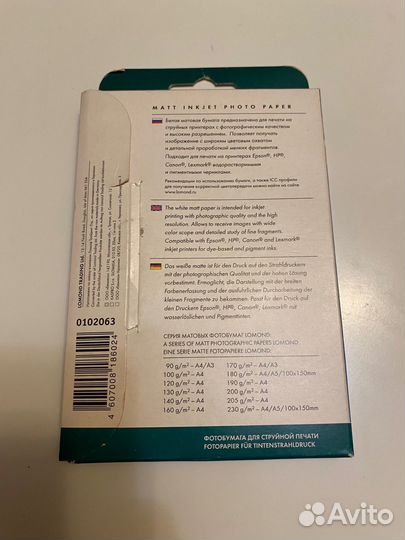 MATT INKJET PHOTO PAPER
Белая матовая бумага предназначена для печати на
струйных принтерах с фотографическим качеством
и высоким разрешением. Позволяет получать
изображение с широким цветовым охватом
и детальной проработкой мелких фрагментов.
Подходит для печати на принтерах Epson®, HP®,
Canon®, Lexmark® водорастворимыми
и пигментными чернилами.
Рекомендации по использованию бумаги, а также ICC профили
для получения корректной цветопередачи можно найти на сайте
www.lomond.ru
The white matt paper is intended for inkjet
printing with photographic quality and the high
resolution. Allows to receive images with wide
color scope and detailed study of fine fragments.
Compatible with Epson®, HP®, Canon® and Lexmark®
inkjet printers for dye-based and pigment inks.
Das weiße matte ist für den Druck auf den Strahldruckern
mit der photographischen Qualität und der hohen Lösung
vorbestimmt. Ermöglicht, die Darstellung mit der breiten
Farbenerfassung und der ausführlichen Durcharbeitung der
kleinen Fragmente zu bekommen. Passt für den Druck auf
den Druckern Epson®, HP®, Canon®, Lexmark® mit
wasserlöslichen und Pigmenttinten.
СЕРИЯ МАТОВЫХ ФОТОБУМАГ LOMOND:
A SERIES OF MATT PHOTOGRAPHIC PAPERS LOMOND
EINE SERIE MATTE FOTOPAPIERE LOMOND:
90 g/m² – A4/A3
100 g/m² – A4
120 g/m² – A4
130 g/m² – A4
140 g/m² – A4
160 g/m² – A4
170 g/m² – A4/A3
180 g/m² – A4/A5/100x150mm
190 g/m² – A4
200 g/m² – A4
205 g/m² – A4
230 g/m² – A4/A5/100x150mm
ФОТОБУМАГА ДЛЯ СТРУЙНОЙ ПЕЧАТИ
FOTOPAPIER FÜR TINTENSTRAHLDRUCK
LOMOND TRADING Ltd.
0102063
4 607008 186024
Avito